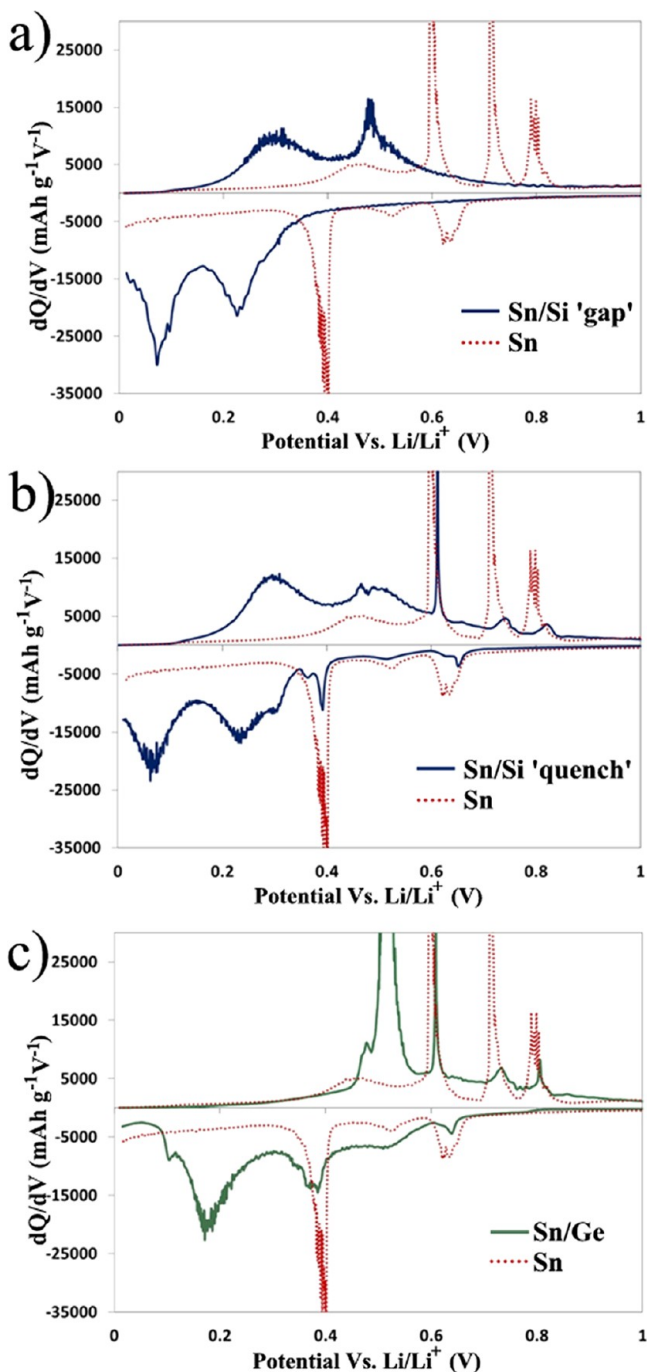 a)
25000
15000
5000
-5000
-15000
-25000
-35000
dQ/dV (mAh g-1V-1)
Sn/Si 'gap'
Sn
0 0.2 0.4 0.6 0.8 1
Potential Vs. Li/Li+ (V)
b)
25000
15000
5000
-5000
-15000
-25000
-35000
dQ/dV (mAh g-1V-1)
Sn/Si 'quench'
Sn
0 0.2 0.4 0.6 0.8 1
Potential Vs. Li/Li+ (V)
c)
25000
15000
5000
-5000
-15000
-25000
-35000
dQ/dV (mAh g-1V-1)
Sn/Ge
Sn
0 0.2 0.4 0.6 0.8 1
Potential Vs. Li/Li+ (V)